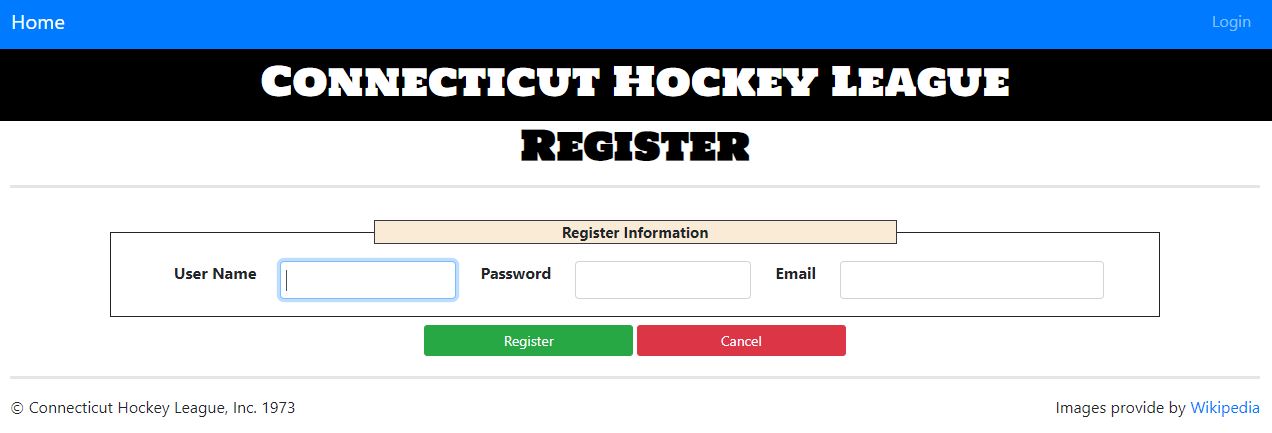 Home Login
Connecticut Hockey League
Register
Register Information
User Name Password Email
Register Cancel
© Connecticut Hockey League, Inc. 1973 Images provide by Wikipedia